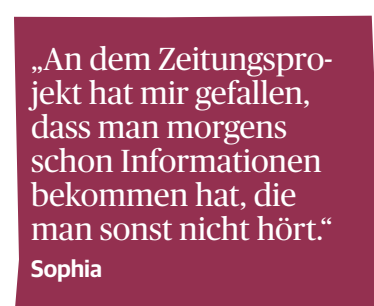 „An dem Zeitungspro-
jekt hat mir gefallen,
dass man morgens
schon Informationen
bekommen hat, die
man sonst nicht hört.“
Sophia